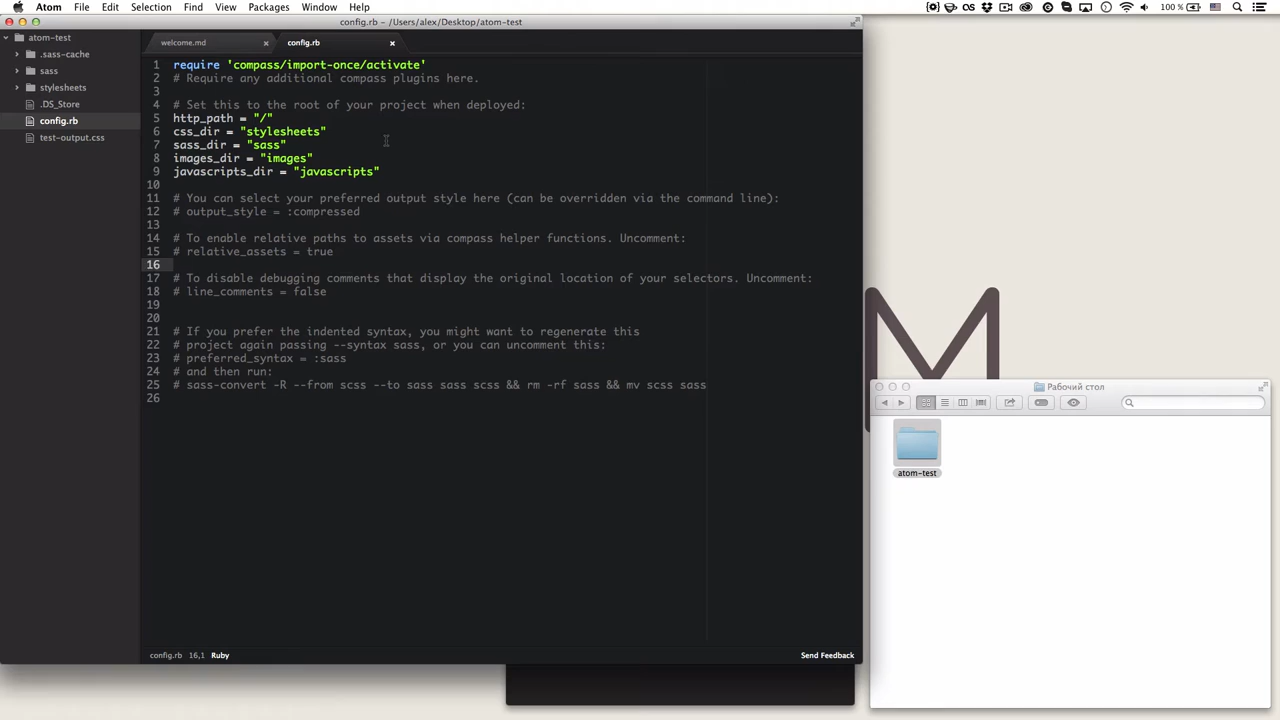 Atom File Edit Selection Find View Packages Window Help 100 %
config.rb – /Users/alex/Desktop/atom-test
atom-test
.sass-cache
sass
stylesheets
.DS_Store
config.rb
test-output.css
welcome.md config.rb
1 require 'compass/import-once/activate'
2 # Require any additional compass plugins here.
3
4 # Set this to the root of your project when deployed:
5 http_path = "/"
6 css_dir = "stylesheets"
7 sass_dir = "sass"
8 images_dir = "images"
9 javascripts_dir = "javascripts"
10
11 # You can select your preferred output style here (can be overridden via the command line):
12 # output_style = :compressed
13
14 # To enable relative paths to assets via compass helper functions. Uncomment:
15 # relative_assets = true
16
17 # To disable debugging comments that display the original location of your selectors. Uncomment:
18 # line_comments = false
19
20
21 # If you prefer the indented syntax, you might want to regenerate this
22 # project again passing --syntax sass, or you can uncomment this:
23 # preferred_syntax = :sass
24 # and then run:
25 # sass-convert -R --from scss --to sass sass scss && rm -rf sass && mv scss sass
26
config.rb 16,1 Ruby Send Feedback
M
Рабочий стол
atom-test